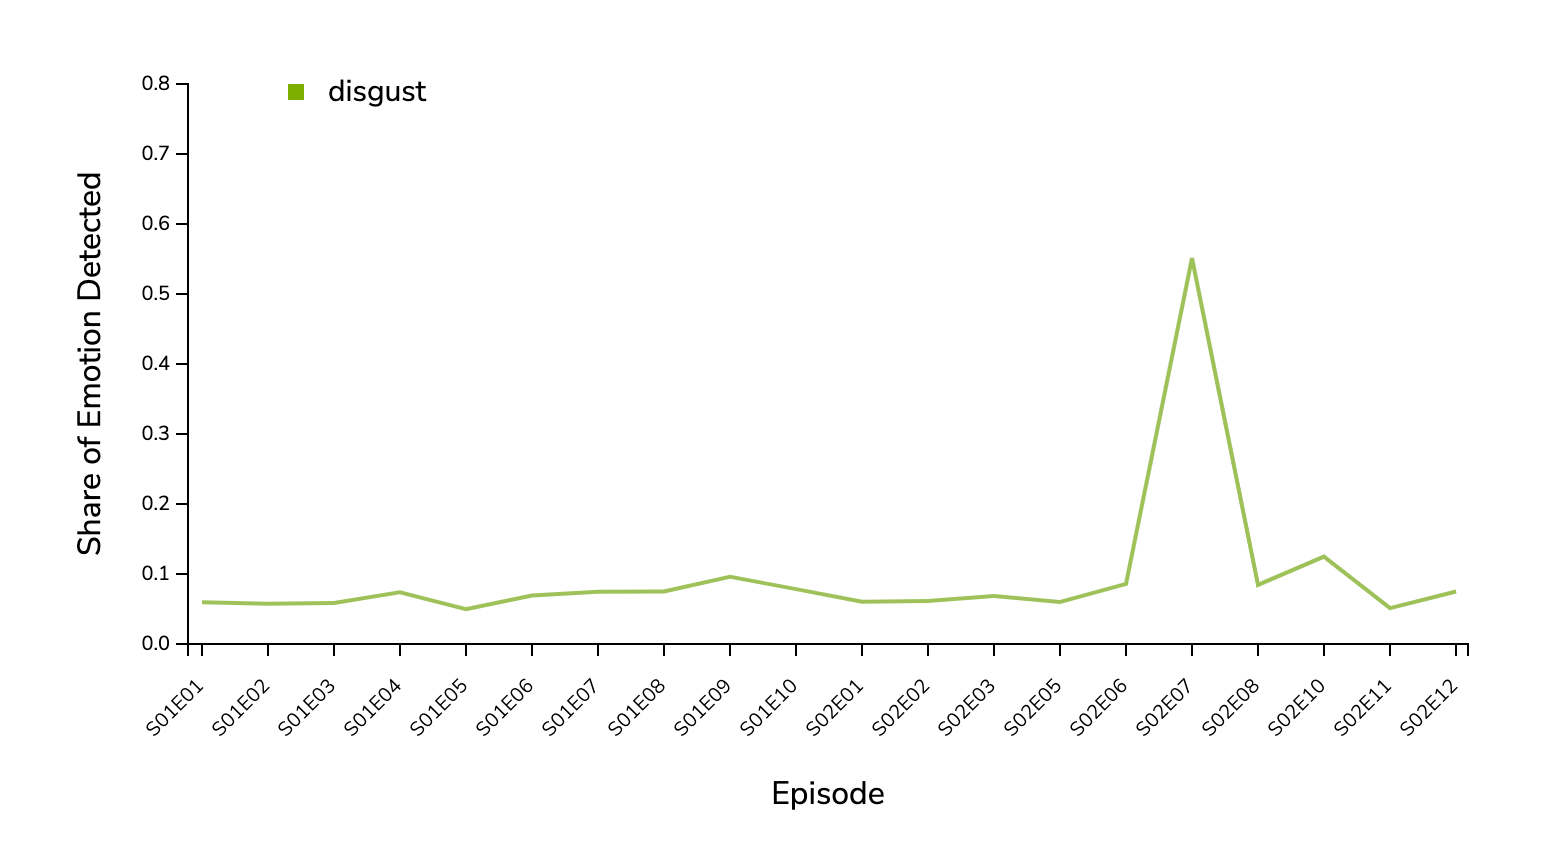 disgust
0.8
0.7
0.6
0.5
0.4
0.3
0.2
0.1
0.0
Share of Emotion Detected
S01E01
S01E02
S01E03
S01E04
S01E05
S01E06
S01E07
S01E08
S01E09
S01E10
S02E01
S02E02
S02E03
S02E05
S02E06
S02E07
S02E08
S02E10
S02E11
S02E12
Episode